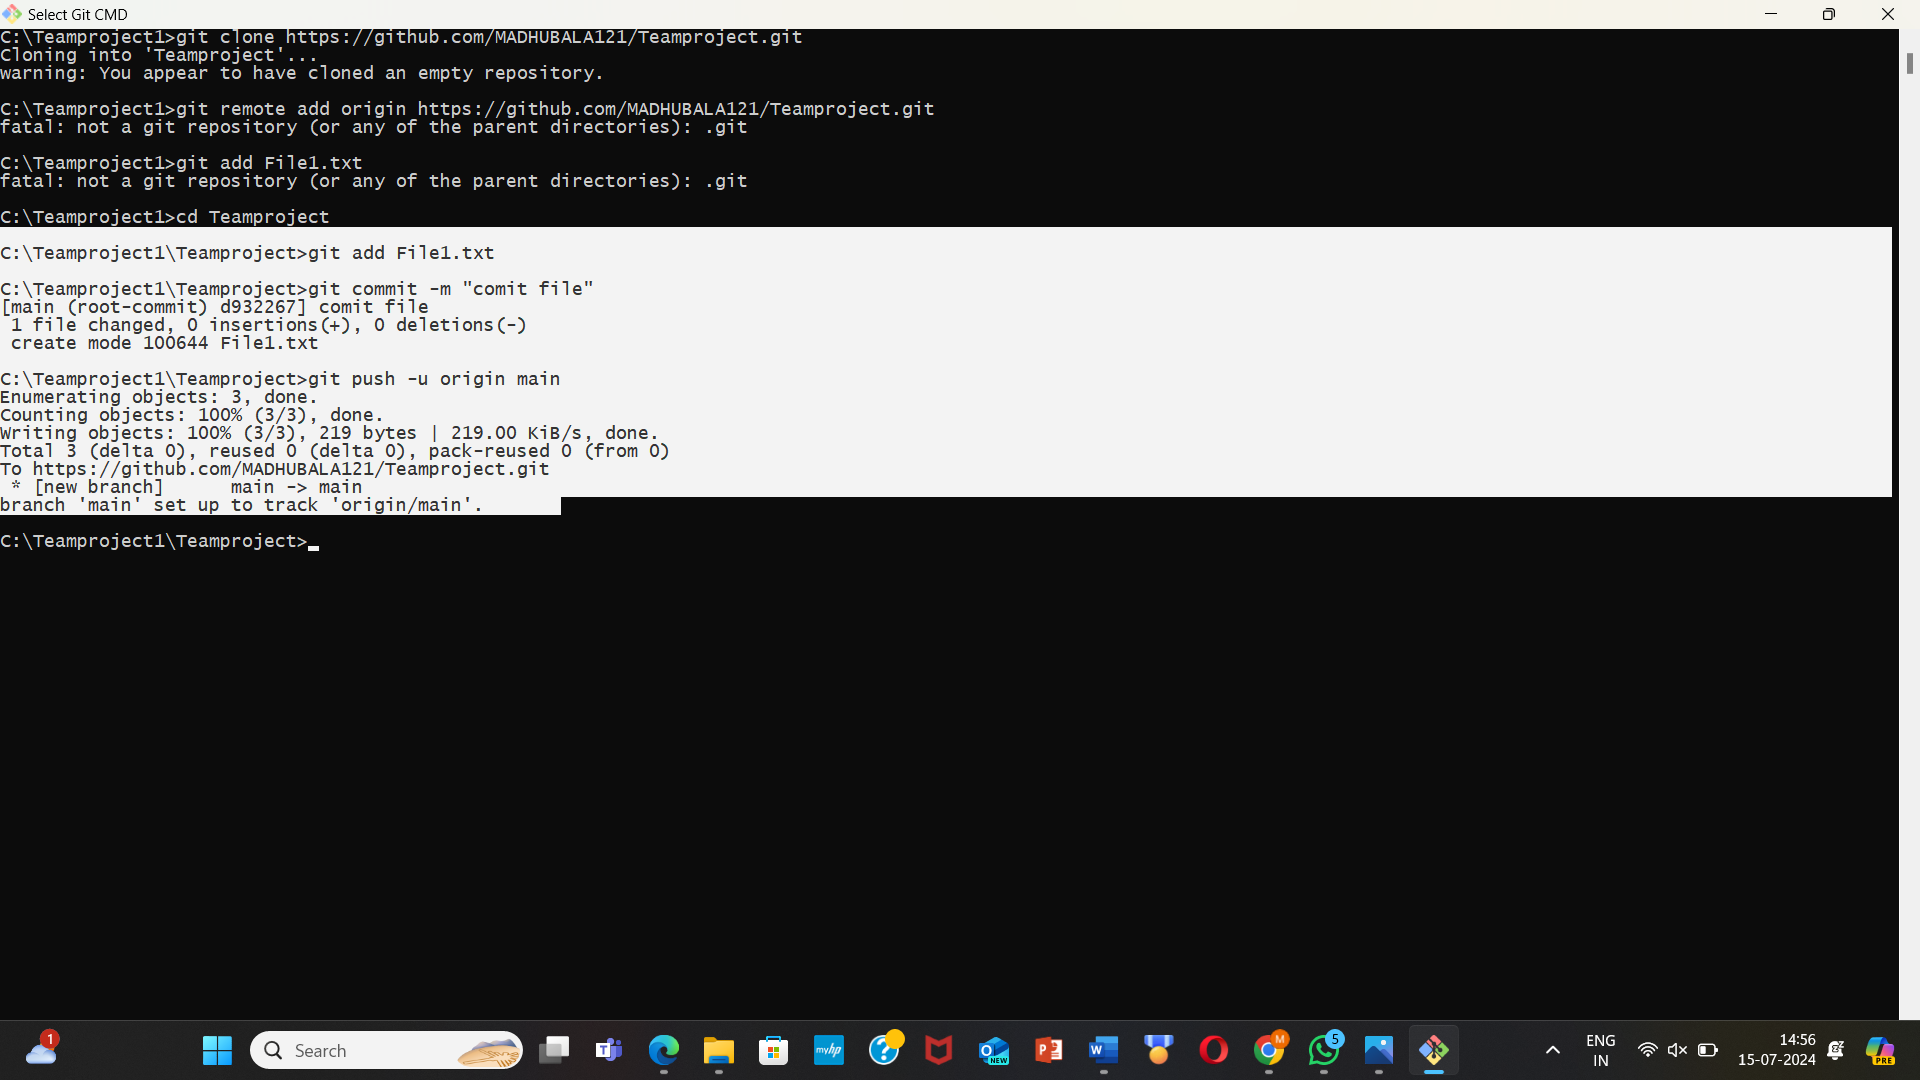 Select Git CMD
C:\Teamproject1>git clone https://github.com/MADHUBALA121/Teamproject.git
Cloning into 'Teamproject'...
warning: You appear to have cloned an empty repository.
C:\Teamproject1>git remote add origin https://github.com/MADHUBALA121/Teamproject.git
fatal: not a git repository (or any of the parent directories): .git
C:\Teamproject1>git add File1.txt
fatal: not a git repository (or any of the parent directories): .git
C:\Teamproject1>cd Teamproject
C:\Teamproject1\Teamproject>git add File1.txt
C:\Teamproject1\Teamproject>git commit -m "comit file"
[main (root-commit) d932267] comit file
 1 file changed, 0 insertions(+), 0 deletions(-)
 create mode 100644 File1.txt
C:\Teamproject1\Teamproject>git push -u origin main
Enumerating objects: 3, done.
Counting objects: 100% (3/3), done.
Writing objects: 100% (3/3), 219 bytes | 219.00 KiB/s, done.
Total 3 (delta 0), reused 0 (delta 0), pack-reused 0 (from 0)
To https://github.com/MADHUBALA121/Teamproject.git
 * [new branch]      main -> main
branch 'main' set up to track 'origin/main'.
C:\Teamproject1\Teamproject>
1
Search
myhp
NEW
M
5
ENG
IN
14:56
15-07-2024
PRE